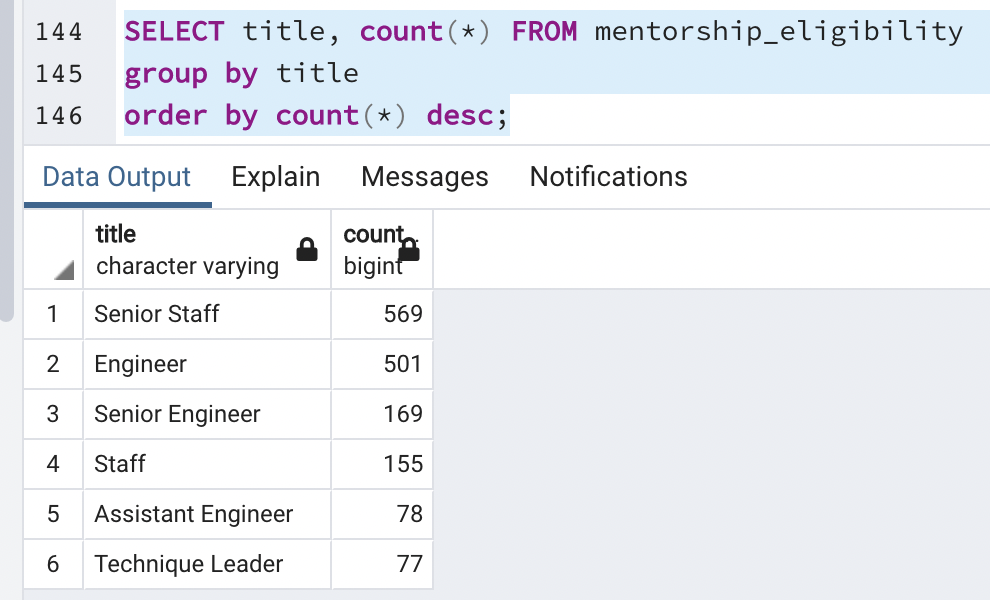 144 SELECT title, count(*) FROM mentorship_eligibility
145 group by title
146 order by count(*) desc;
Data Output Explain Messages Notifications
title count
character varying bigint
1 Senior Staff 569
2 Engineer 501
3 Senior Engineer 169
4 Staff 155
5 Assistant Engineer 78
6 Technique Leader 77